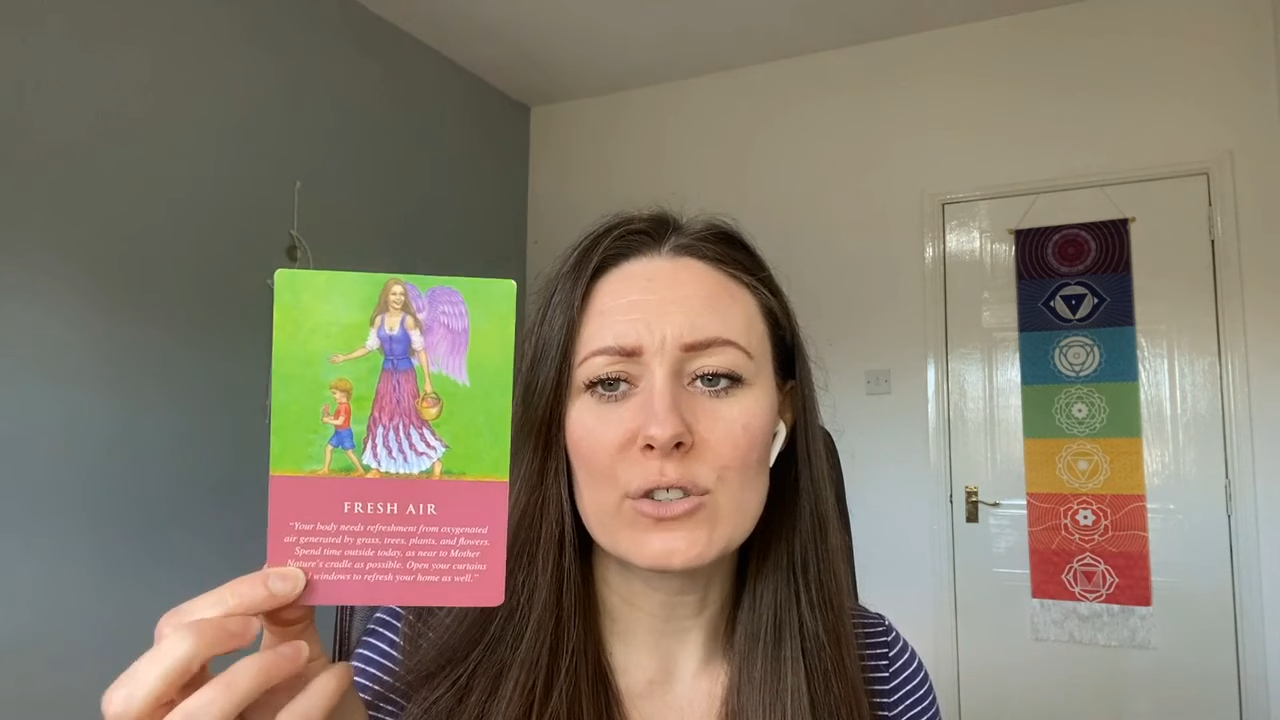 FRESH AIR
“Your body needs refreshment from oxygenated
air generated by grass, trees, plants, and flowers.
Spend time outside today, as near to Mother
Nature’s cradle as possible. Open your curtains
windows to refresh your home as well.”